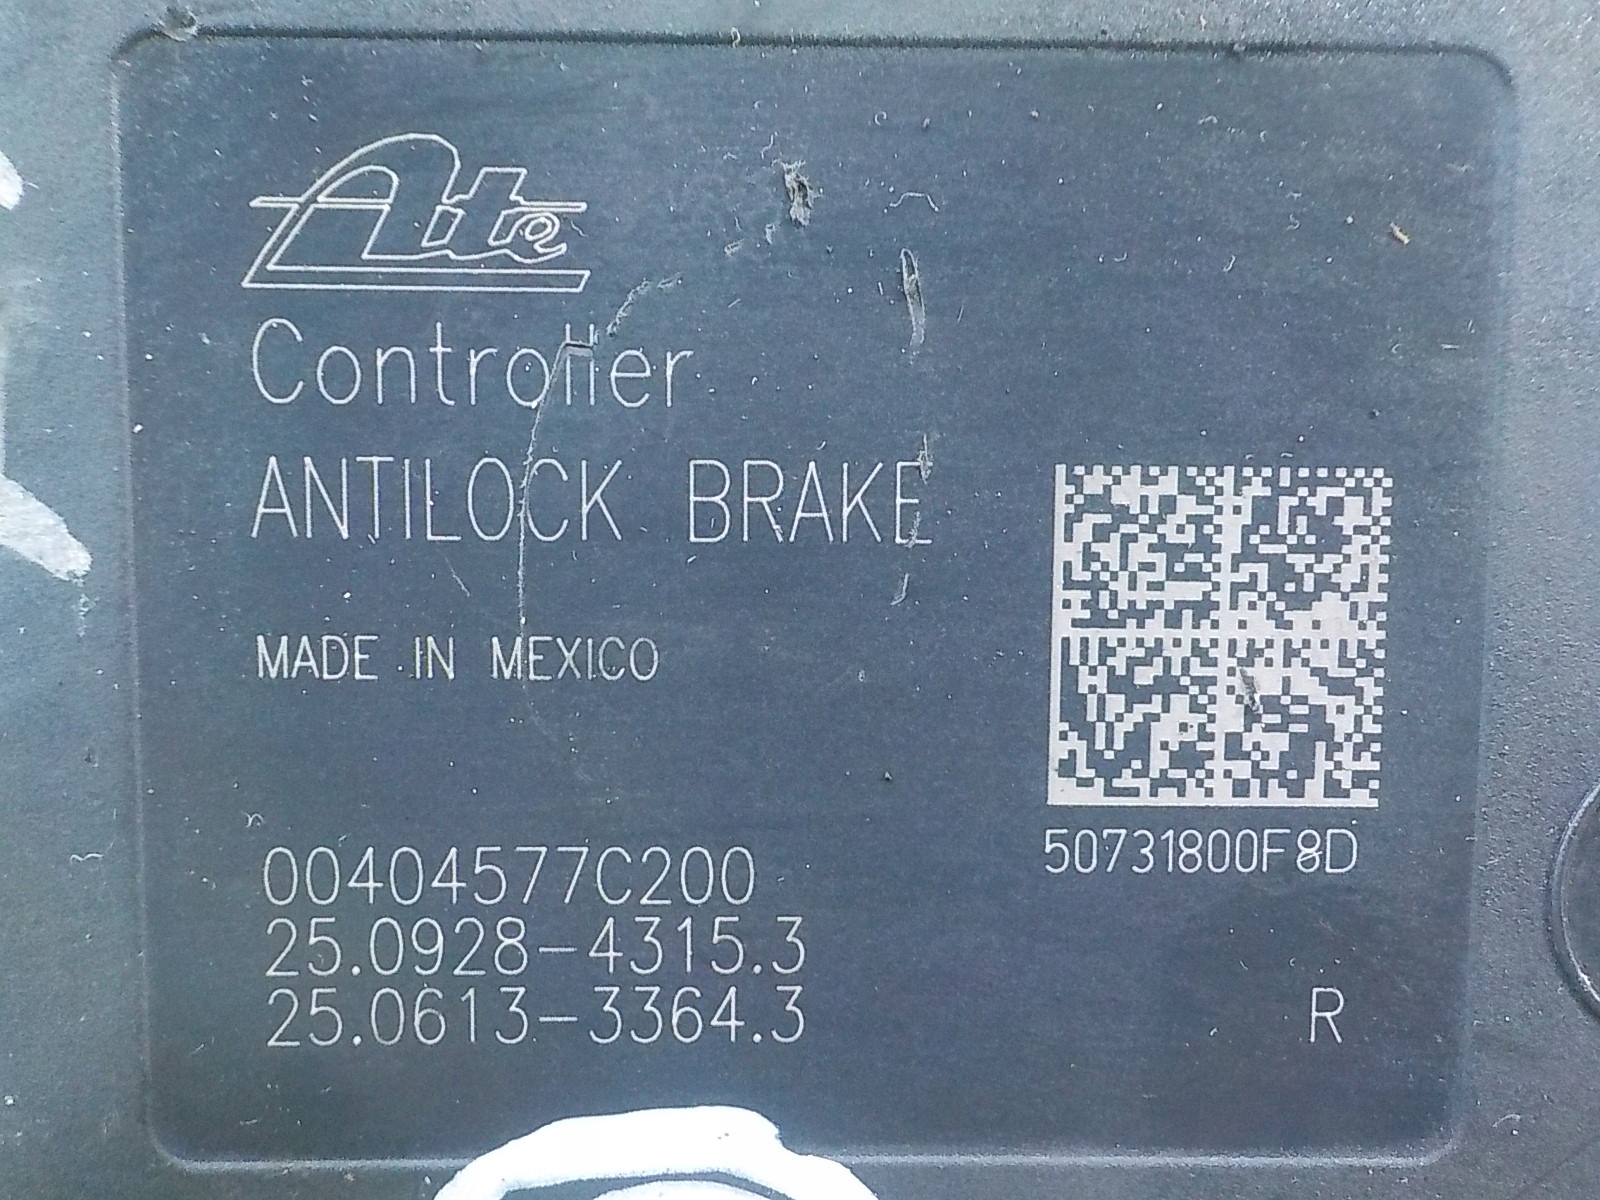 Ate
Controller
ANTILOCK BRAKE
MADE IN MEXICO
50731800F8D
00404577C200
25.0928-4315.3
25.0613-3364.3
R